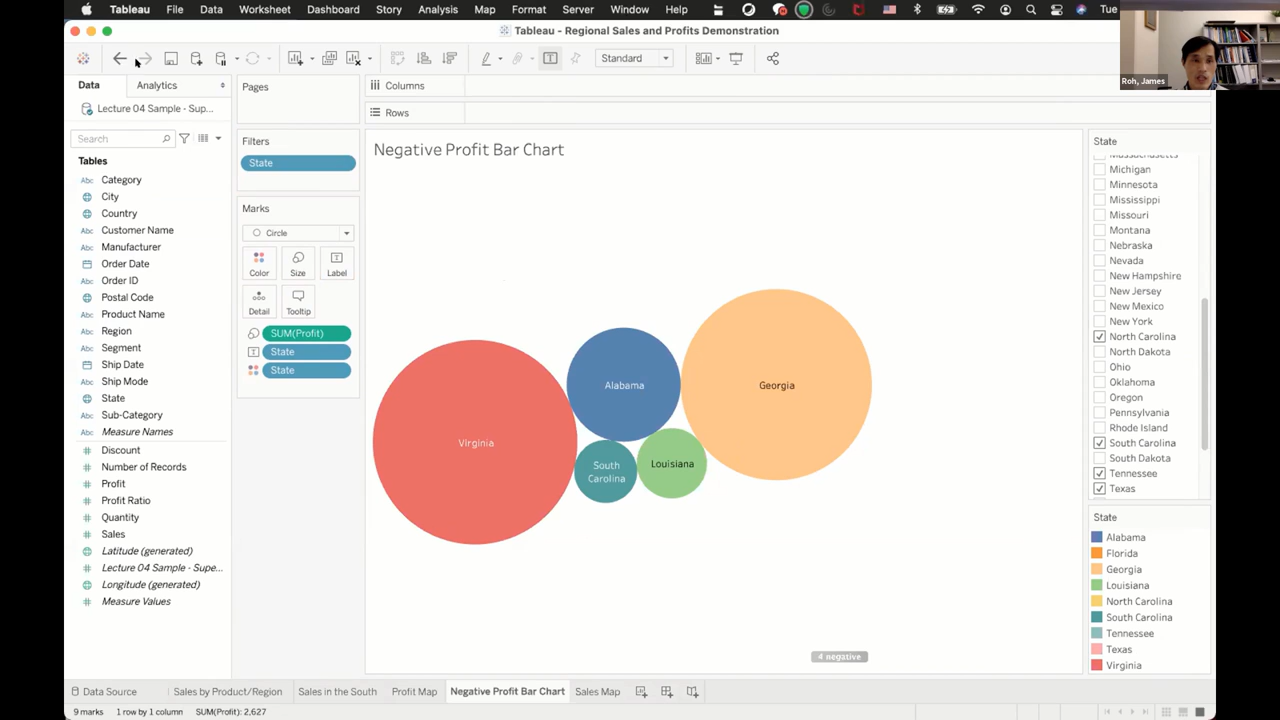 Tableau File Data Worksheet Dashboard Story Analysis Map Format Server Window Help Tue
Tableau - Regional Sales and Profits Demonstration
Standard
Roh, James
Data Analytics
Lecture 04 Sample - Sup...
Search
Tables
Category
City
Country
Customer Name
Manufacturer
Order Date
Order ID
Postal Code
Product Name
Region
Segment
Ship Date
Ship Mode
State
Sub-Category
Measure Names
Discount
Number of Records
Profit
Profit Ratio
Quantity
Sales
Latitude (generated)
Lecture 04 Sample - Supe...
Longitude (generated)
Measure Values
Pages
Filters
State
Marks
Circle
Color Size Label
Detail Tooltip
SUM(Profit)
State
State
Columns
Rows
Negative Profit Bar Chart
Virginia
Alabama
Georgia
South
Carolina
Louisiana
4 negative
State
Massachusetts
Michigan
Minnesota
Mississippi
Missouri
Montana
Nebraska
Nevada
New Hampshire
New Jersey
New Mexico
New York
North Carolina
North Dakota
Ohio
Oklahoma
Oregon
Pennsylvania
Rhode Island
South Carolina
South Dakota
Tennessee
Texas
State
Alabama
Florida
Georgia
Louisiana
North Carolina
South Carolina
Tennessee
Texas
Virginia
Data Source Sales by Product/Region Sales in the South Profit Map Negative Profit Bar Chart Sales Map
9 marks 1 row by 1 column SUM(Profit): 2,627